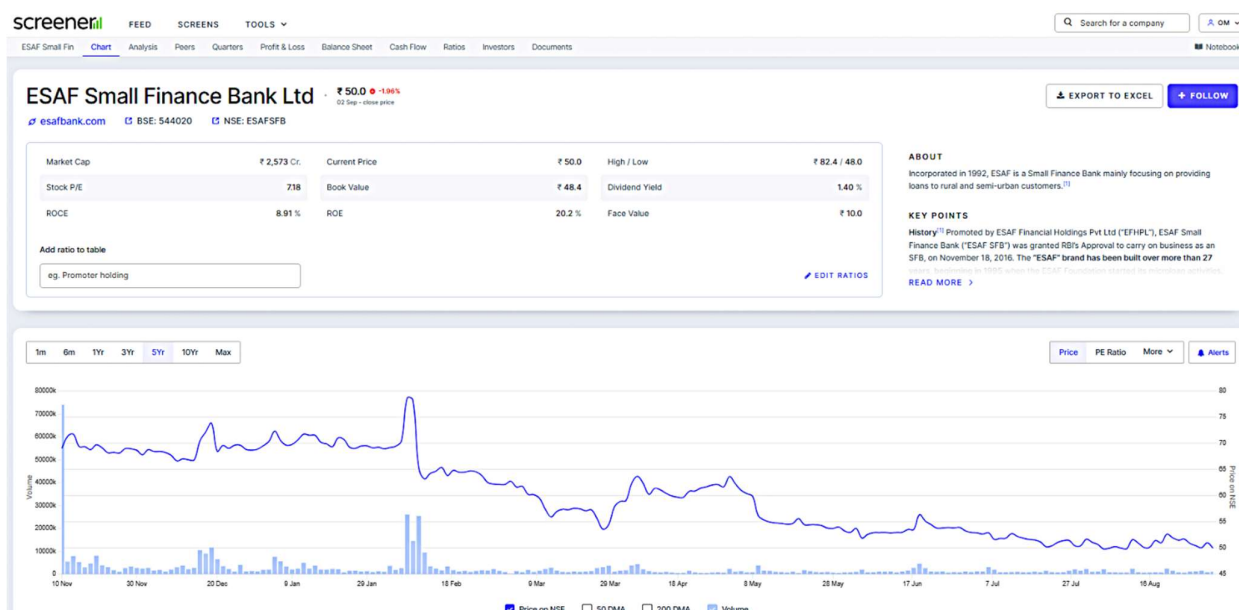 screener FEED SCREENS TOOLS Search for a company OM
ESAF Small Fin Chart Analysis Peers Quarters Profit & Loss Balance Sheet Cash Flow Ratios Investors Documents Notebook
ESAF Small Finance Bank Ltd · ₹ 50.0 -1.96%
02 Sep - close price
EXPORT TO EXCEL + FOLLOW
esafbank.com BSE: 544020 NSE: ESAFSFB
Market Cap ₹ 2,573 Cr. Current Price ₹ 50.0 High / Low ₹ 82.4 / 48.0
Stock P/E 7.18 Book Value ₹ 48.4 Dividend Yield 1.40 %
ROCE 8.91 % ROE 20.2 % Face Value ₹ 10.0
Add ratio to table
eg. Promoter holding
EDIT RATIOS
ABOUT
Incorporated in 1992, ESAF is a Small Finance Bank mainly focusing on providing
loans to rural and semi-urban customers.[1]
KEY POINTS
History[1] Promoted by ESAF Financial Holdings Pvt Ltd ("EFHPL"), ESAF Small
Finance Bank ("ESAF SFB") was granted RBI's Approval to carry on business as an
SFB, on November 18, 2016. The "ESAF" brand has been built over more than 27
READ MORE >
1m 6m 1Yr 3Yr 5Yr 10Yr Max
Price PE Ratio More Alerts
80000k 80
70000k 75
60000k 70
50000k 65
40000k 60
30000k 55
20000k 50
10000k 45
0
Volume
Price on NSE
10 Nov 30 Nov 20 Dec 9 Jan 29 Jan 18 Feb 9 Mar 29 Mar 18 Apr 8 May 28 May 17 Jun 7 Jul 27 Jul 16 Aug
Price on NSE 50 DMA 200 DMA Volume